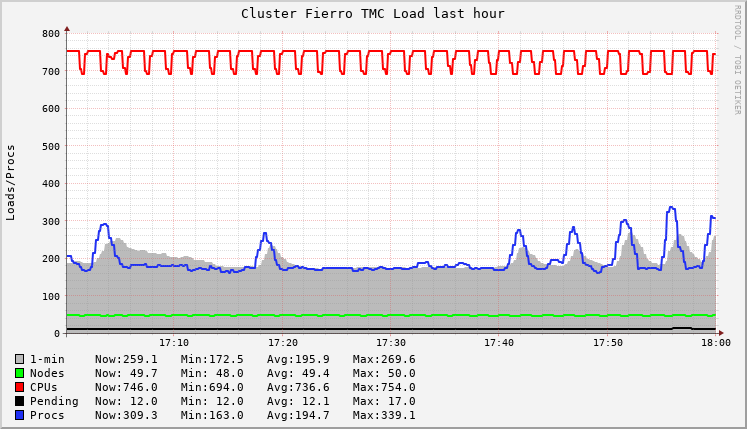 Cluster Fierro TMC Load last hour
RRDTOOL / TOBI OETIKER
Loads/Procs
800
700
600
500
400
300
200
100
0
17:10 17:20 17:30 17:40 17:50 18:00
1-min Now:259.1 Min:172.5 Avg:195.9 Max:269.6
Nodes Now: 49.7 Min: 48.0 Avg: 49.4 Max: 50.0
CPUs Now:746.0 Min:694.0 Avg:736.6 Max:754.0
Pending Now: 12.0 Min: 12.0 Avg: 12.1 Max: 17.0
Procs Now:309.3 Min:163.0 Avg:194.7 Max:339.1